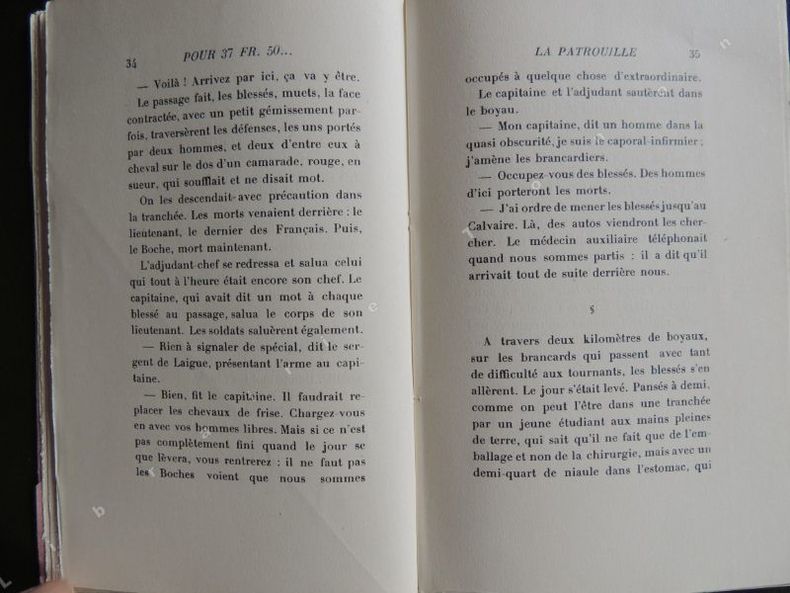 34
POUR 37 FR. 50...
— Voilà ! Arrivez par ici, ça va y être.
Le passage fait, les blessés, muets, la face
contractée, avec un petit gémissement par-
fois, traversèrent les défenses, les uns portés
par deux hommes, et deux d'entre eux à
cheval sur le dos d'un camarade, rouge, en
sueur, qui soufflait et ne disait mot.
On les descendait avec précaution dans
la tranchée. Les morts venaient derrière : le
lieutenant, le dernier des Français. Puis,
le Boche, mort maintenant.
L'adjudant-chef se redressa et salua celui
qui tout à l'heure était encore son chef. Le
capitaine, qui avait dit un mot à chaque
blessé au passage, salua le corps de son
lieutenant. Les soldats saluèrent également.
— Rien à signaler de spécial, dit le ser-
gent de Laigue, présentant l'arme au capi-
taine.
— Bien, fit le capitaine. Il faudrait re-
placer les chevaux de frise. Chargez-vous
en avec vos hommes libres. Mais si ce n'est
pas complètement fini quand le jour se
que lèvera, vous rentrerez : il ne faut pas
les Boches voient que nous sommes
LA PATROUILLE
35
occupés à quelque chose d'extraordinaire.
Le capitaine et l'adjudant sautèrent dans
le boyau.
— Mon capitaine, dit un homme dans la
quasi obscurité, je suis le caporal-infirmier ;
j'amène les brancardiers.
— Occupez-vous des blessés. Des hommes
d'ici porteront les morts.
— J'ai ordre de mener les blessés jusqu'au
Calvaire. Là, des autos viendront les cher-
cher. Le médecin auxiliaire téléphonait
quand nous sommes partis : il a dit qu'il
arrivait tout de suite derrière nous.
§
A travers deux kilomètres de boyaux,
sur les brancards qui passent avec tant
de difficulté aux tournants, les blessés s'en
allèrent. Le jour s'était levé. Pansés à demi,
comme on peut l'être dans une tranchée
par un jeune étudiant aux mains pleines
de terre, qui sait qu'il ne fait que de l'em-
ballage et non de la chirurgie, mais avec un
demi-quart de niaule dans l'estomac, qui